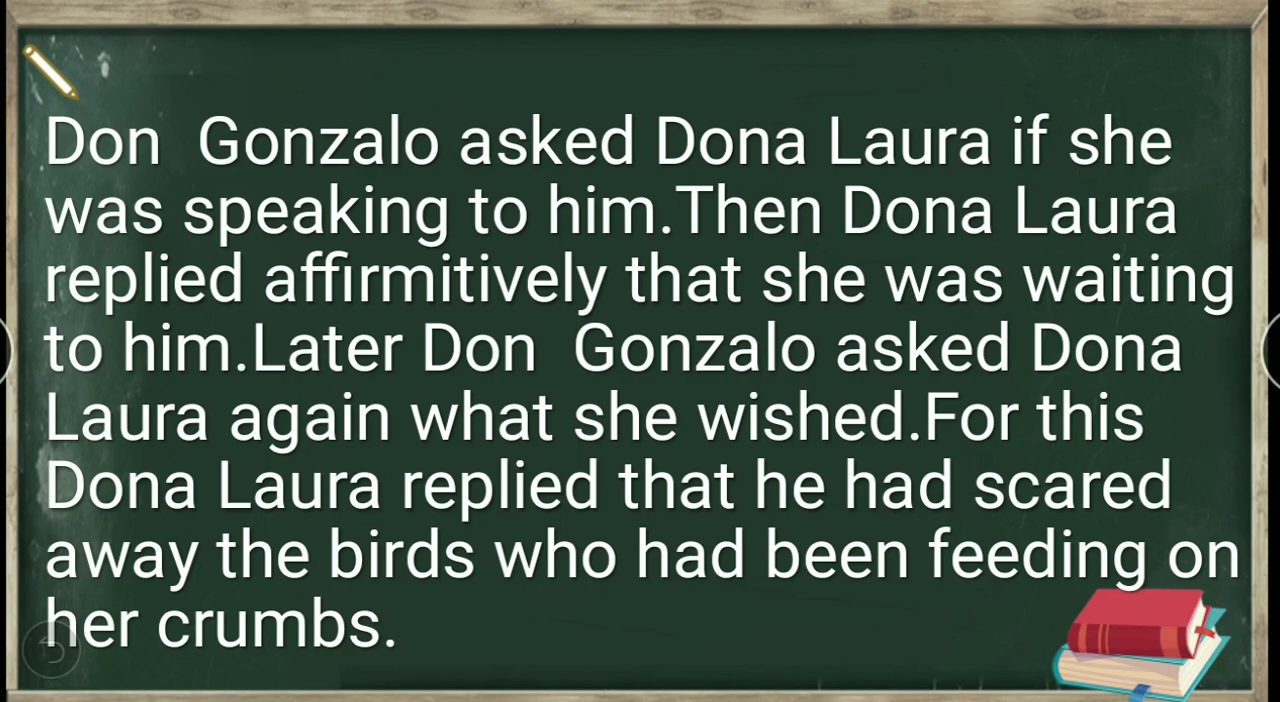 Don  Gonzalo asked Dona Laura if she
was speaking to him.Then Dona Laura
replied affirmitively that she was waiting
to him.Later Don  Gonzalo asked Dona
Laura again what she wished.For this
Dona Laura replied that he had scared
away the birds who had been feeding on
her crumbs.